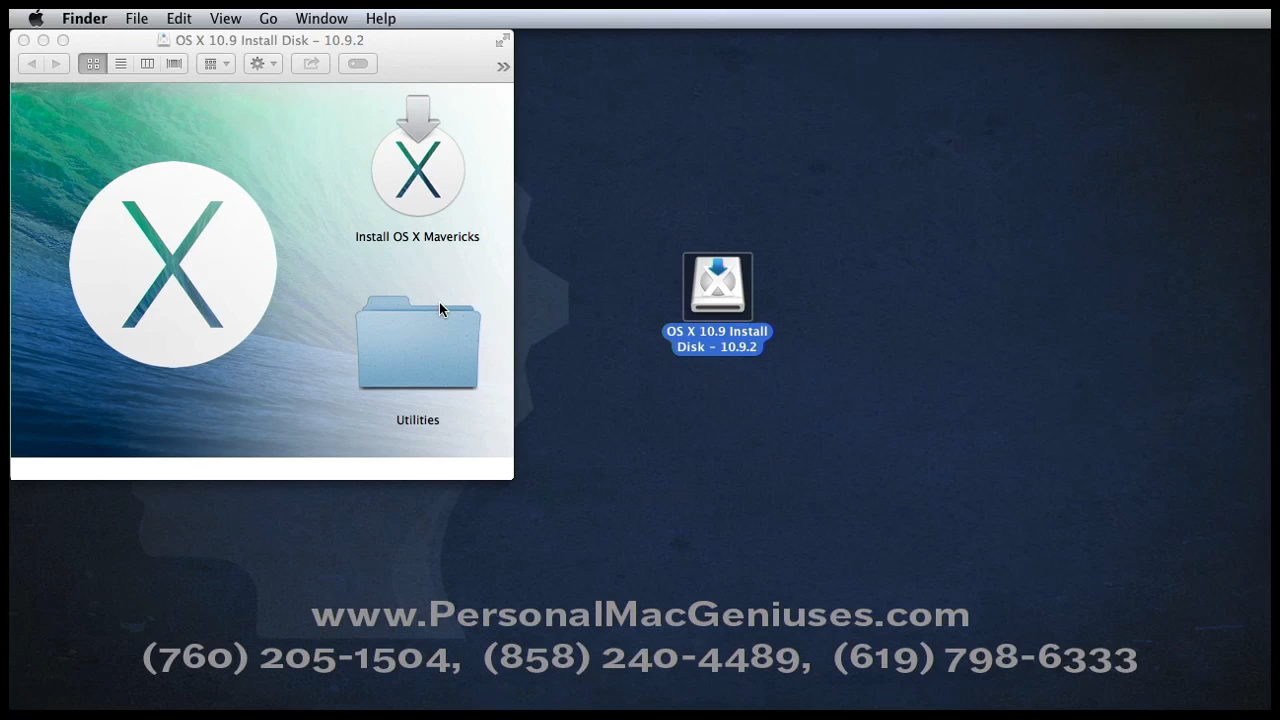 Finder File Edit View Go Window Help
OS X 10.9 Install Disk – 10.9.2
Install OS X Mavericks
Utilities
OS X 10.9 Install
Disk – 10.9.2
www.PersonalMacGeniuses.com
(760) 205-1504, (858) 240-4489, (619) 798-6333